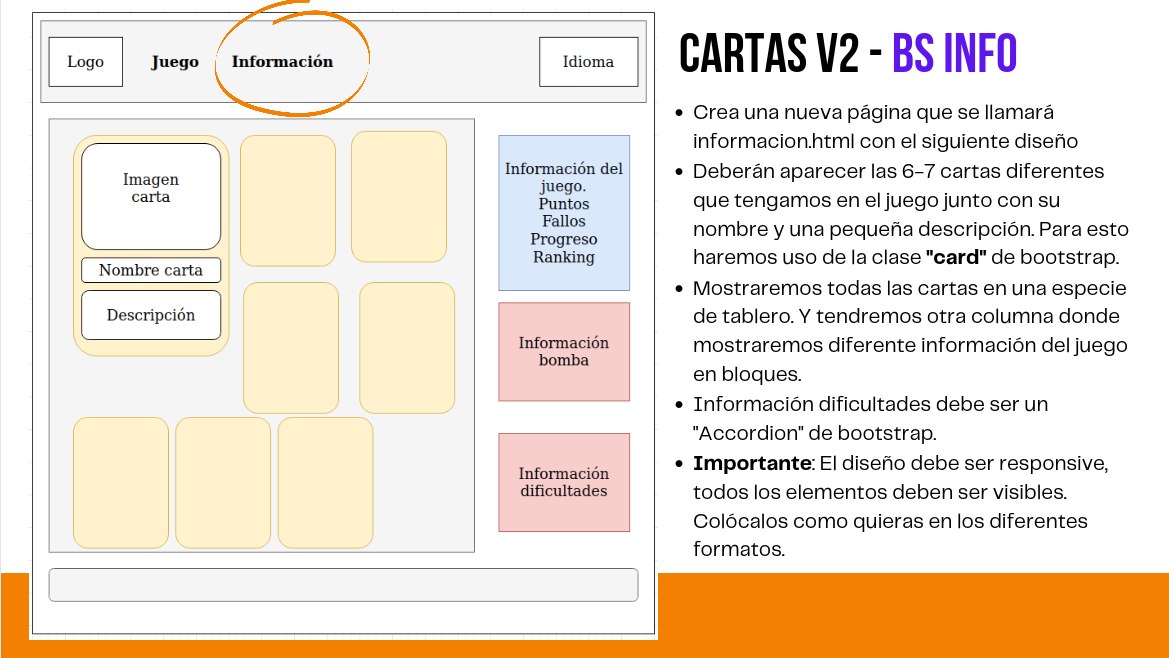 Logo
Juego
Información
Idioma
Imagen
carta
Nombre carta
Descripción
Información del
juego.
Puntos
Fallos
Progreso
Ranking
Información
bomba
Información
dificultades
CARTAS V2 - BS INFO
• Crea una nueva página que se llamará
informacion.html con el siguiente diseño
• Deberán aparecer las 6-7 cartas diferentes
que tengamos en el juego junto con su
nombre y una pequeña descripción. Para esto
haremos uso de la clase "card" de bootstrap.
• Mostraremos todas las cartas en una especie
de tablero. Y tendremos otra columna donde
mostraremos diferente información del juego
en bloques.
• Información dificultades debe ser un
"Accordion" de bootstrap.
• Importante: El diseño debe ser responsive,
todos los elementos deben ser visibles.
Colócalos como quieras en los diferentes
formatos.